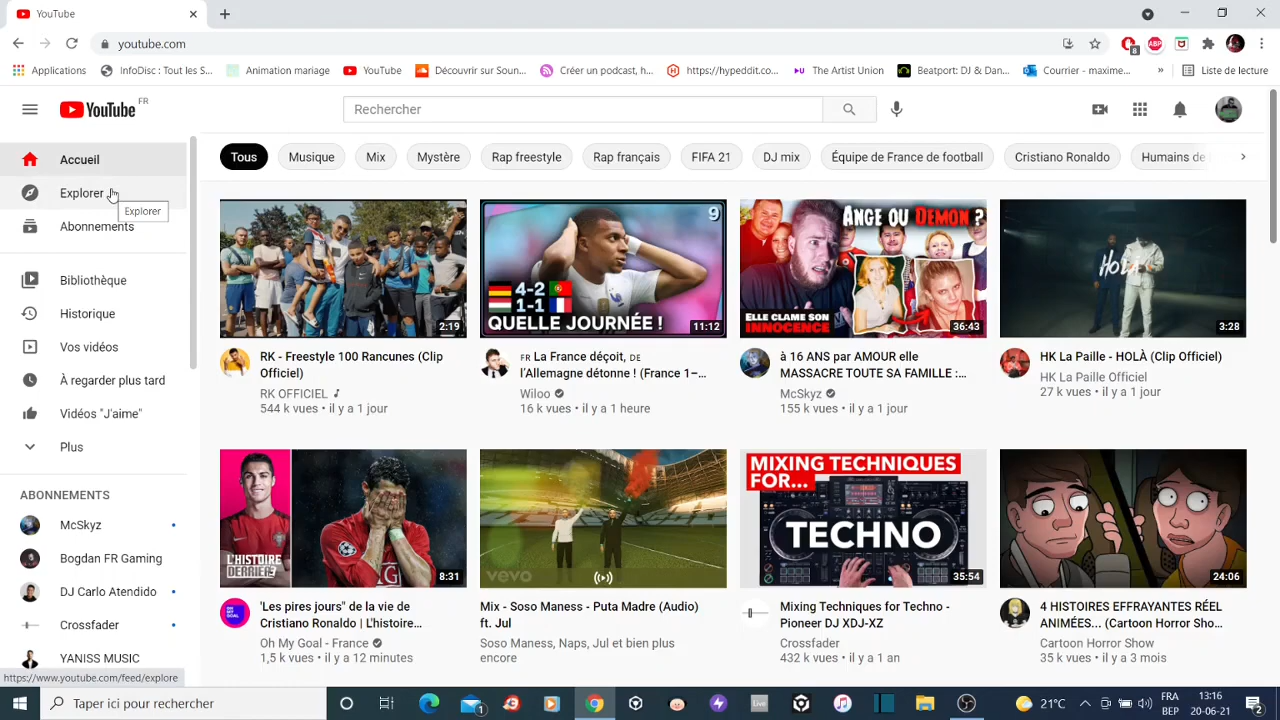 YouTube
youtube.com
8
Applications
InfoDisc : Tout les S...
Animation mariage
YouTube
Découvrir sur Soun...
Créer un podcast, h...
https://hypeddit.co...
The Artist Union
Beatport: DJ & Dan...
Courrier - maxime...
»
Liste de lecture
YouTube FR
Rechercher
Tous
Musique
Mix
Mystère
Rap freestyle
Rap français
FIFA 21
DJ mix
Équipe de France de football
Cristiano Ronaldo
Humains de
Accueil
Explorer
Explorer
Abonnements
Bibliothèque
Historique
Vos vidéos
À regarder plus tard
Vidéos "J'aime"
Plus
ABONNEMENTS
McSkyz
Bogdan FR Gaming
DJ Carlo Atendido
Crossfader
YANISS MUSIC
https://www.youtube.com/feed/explore
2:19
RK - Freestyle 100 Rancunes (Clip
Officiel)
RK OFFICIEL
544 k vues • il y a 1 jour
9
4-2
1-1
QUELLE JOURNÉE !
11:12
FR La France déçoit, DE
l'Allemagne détonne ! (France 1–...
Wiloo
16 k vues • il y a 1 heure
ANGE OU DEMON ?
ELLE CLAME SON
INNOCENCE
36:43
à 16 ANS par AMOUR elle
MASSACRE TOUTE SA FAMILLE :...
McSkyz
155 k vues • il y a 1 jour
HOLÀ
3:28
HK La Paille - HOLÀ (Clip Officiel)
HK La Paille Officiel
27 k vues • il y a 1 jour
L'HISTOIRE
DERRIÈRE
8:31
'Les pires jours" de la vie de
Cristiano Ronaldo | L'histoire...
Oh My Goal - France
1,5 k vues • il y a 12 minutes
vevo
Mix - Soso Maness - Puta Madre (Audio)
ft. Jul
Soso Maness, Naps, Jul et bien plus
encore
MIXING TECHNIQUES
FOR...
TECHNO
35:54
Mixing Techniques for Techno -
Pioneer DJ XDJ-XZ
Crossfader
432 k vues • il y a 1 an
24:06
4 HISTOIRES EFFRAYANTES RÉEL
ANIMÉES... (Cartoon Horror Sho...
Cartoon Horror Show
35 k vues • il y a 3 mois
Taper ici pour rechercher
1
Live
21°C
FRA
BEP
13:16
20-06-21
2